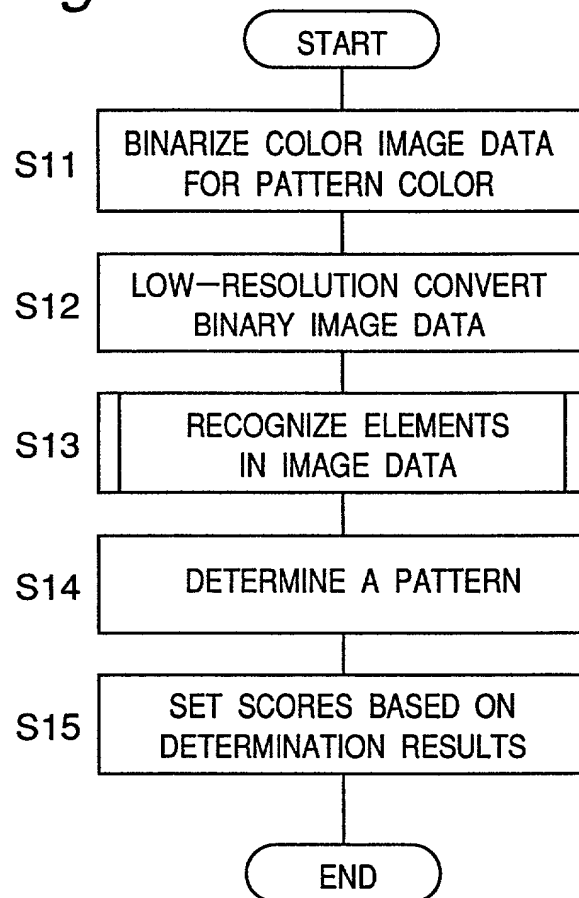 START
S11
BINARIZE COLOR IMAGE DATA
FOR PATTERN COLOR
S12
LOW-RESOLUTION CONVERT
BINARY IMAGE DATA
S13
RECOGNIZE ELEMENTS
IN IMAGE DATA
S14
DETERMINE A PATTERN
S15
SET SCORES BASED ON
DETERMINATION RESULTS
END